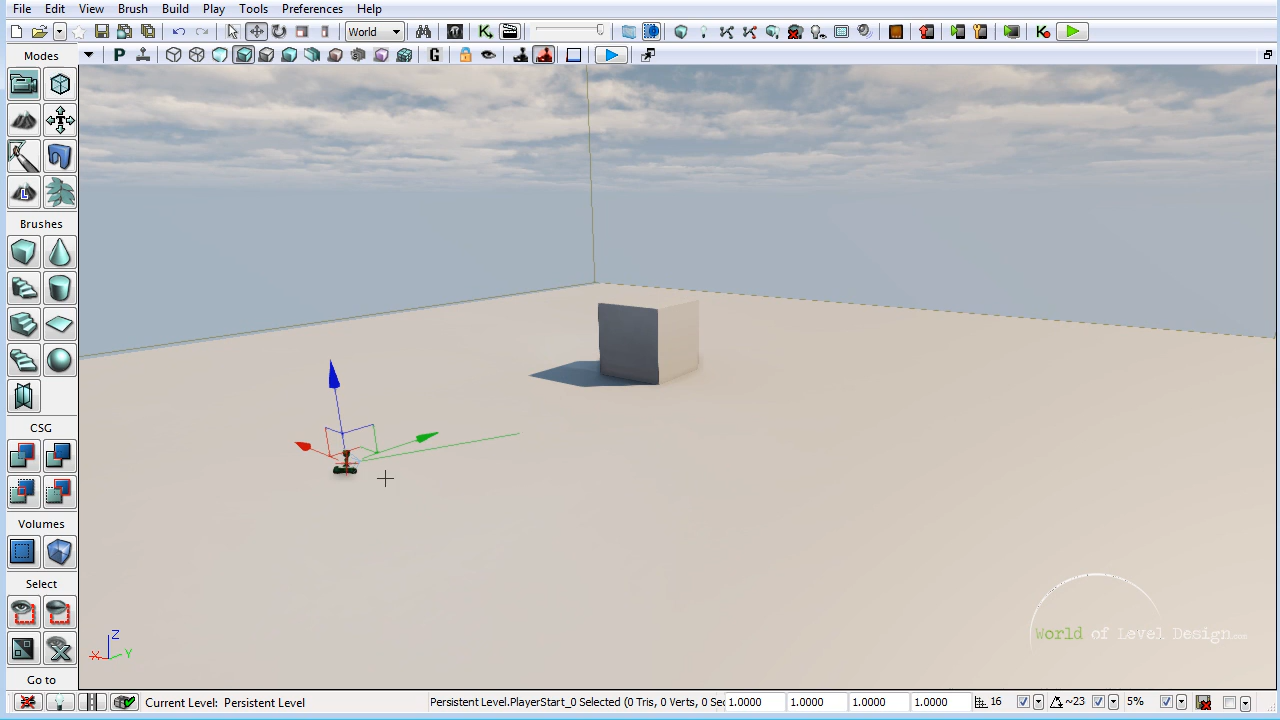 File Edit View Brush Build Play Tools Preferences Help
World
Modes
P
G
L
Brushes
CSG
Volumes
Select
Go to
Z
X Y
World of Level Design.com
Current Level: Persistent Level
Persistent Level.PlayerStart_0 Selected (0 Tris, 0 Verts, 0 Sec
1.0000 1.0000 1.0000 1.0000 16 ~23 5%